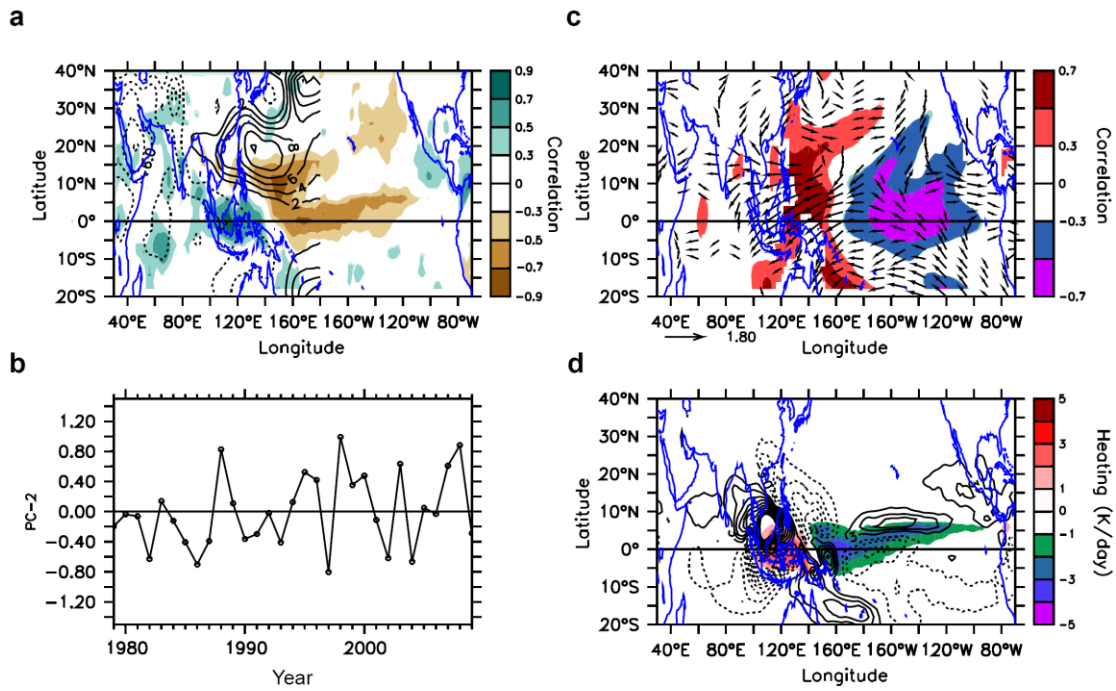 a
40°N
30°N
20°N
10°N
0°
10°S
20°S
Latitude
40°E 80°E 120°E 160°E 160°W 120°W 80°W
Longitude
0.9
0.7
0.5
0.3
0
−0.3
−0.5
−0.7
−0.9
Correlation
2
8
6
4
2
c
40°N
30°N
20°N
10°N
0°
10°S
20°S
Latitude
40°E 80°E 120°E 160°E 160°W 120°W 80°W
1.80
Longitude
0.7
0.3
0
−0.3
−0.7
Correlation
b
1.20
0.80
0.40
0.00
−0.40
−0.80
−1.20
PC−2
1980 1990 2000
Year
d
40°N
30°N
20°N
10°N
0°
10°S
20°S
Latitude
40°E 80°E 120°E 160°E 160°W 120°W 80°W
Longitude
5
3
1
0
−1
−3
−5
Heating (K/day)